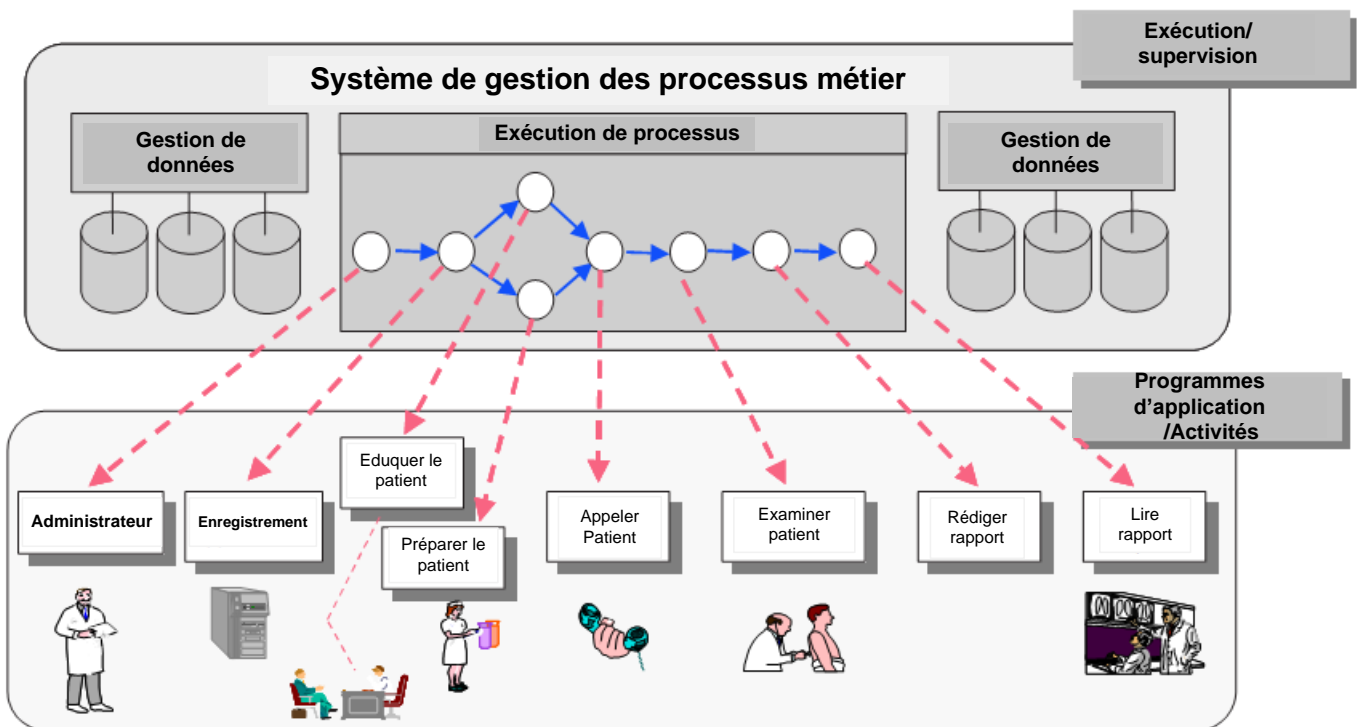 Exécution/
supervision
Système de gestion des processus métier
Gestion de
données
Exécution de processus
Gestion de
données
Programmes
d'application
/Activités
Eduquer le
patient
Administrateur
Enregistrement
Préparer le
patient
Appeler
Patient
Examiner
patient
Rédiger
rapport
Lire
rapport